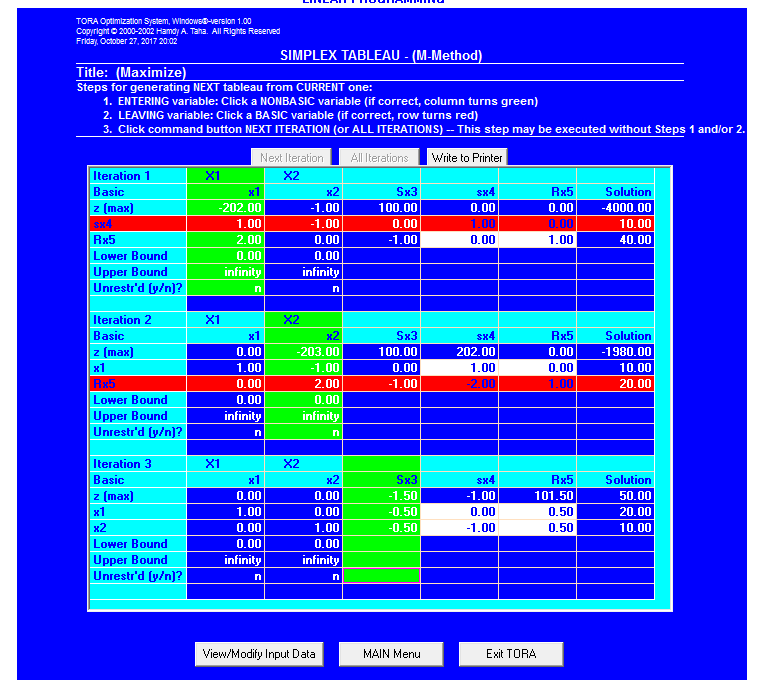 LINEAR PROGRAMMING
TORA Optimization System, Windows®-version 1.00
Copyright © 2000-2002 Hamdy A. Taha. All Rights Reserved
Friday, October 27, 2017 20:02
SIMPLEX TABLEAU - (M-Method)
Title: (Maximize)
Steps for generating NEXT tableau from CURRENT one:
1. ENTERING variable: Click a NONBASIC variable (if correct, column turns green)
2. LEAVING variable: Click a BASIC variable (if correct, row turns red)
3. Click command button NEXT ITERATION (or ALL ITERATIONS) -- This step may be executed without Steps 1 and/or 2.
Next Iteration All Iterations Write to Printer
Iteration 1 X1 X2
Basic x1 x2 Sx3 sx4 Rx5 Solution
z (max) -202.00 -1.00 100.00 0.00 0.00 -4000.00
sx4 1.00 -1.00 0.00 1.00 0.00 10.00
Rx5 2.00 0.00 -1.00 0.00 1.00 40.00
Lower Bound 0.00 0.00
Upper Bound infinity infinity
Unrestr'd (y/n)? n n
Iteration 2 X1 X2
Basic x1 x2 Sx3 sx4 Rx5 Solution
z (max) 0.00 -203.00 100.00 202.00 0.00 -1980.00
x1 1.00 -1.00 0.00 1.00 0.00 10.00
Rx5 0.00 2.00 -1.00 -2.00 1.00 20.00
Lower Bound 0.00 0.00
Upper Bound infinity infinity
Unrestr'd (y/n)? n n
Iteration 3 X1 X2
Basic x1 x2 Sx3 sx4 Rx5 Solution
z (max) 0.00 0.00 -1.50 -1.00 101.50 50.00
x1 1.00 0.00 -0.50 0.00 0.50 20.00
x2 0.00 1.00 -0.50 -1.00 0.50 10.00
Lower Bound 0.00 0.00
Upper Bound infinity infinity
Unrestr'd (y/n)? n n
View/Modify Input Data MAIN Menu Exit TORA